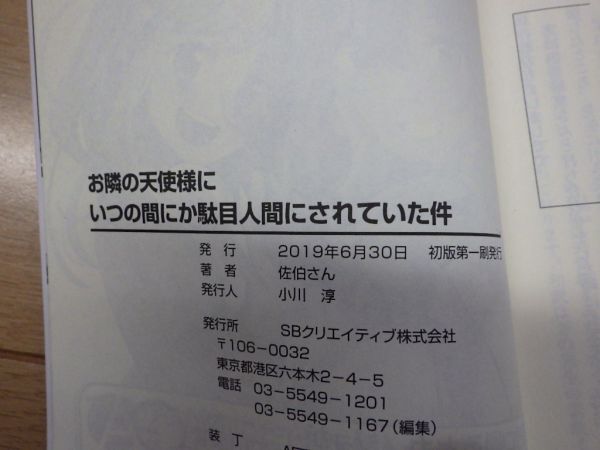 お隣の天使様に
いつの間にか駄目人間にされていた件
発 行 2019年6月30日 初版第一刷発行
著 者 佐伯さん
発行人 小川 淳
発行所 SBクリエイティブ株式会社
〒106-0032
東京都港区六本木2-4-5
電話 03-5549-1201
03-5549-1167(編集)
装 丁